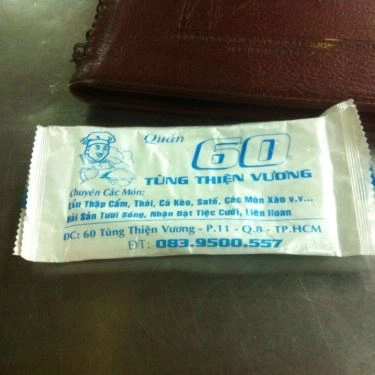 Quán 60
TÙNG THIỆN VƯƠNG
Chuyên Các Món:
Lẩu Thập Cẩm, Thái, Cá Kèo, Satế, Các Món Xào v.v...
Hải Sản Tươi Sống, Nhận Đặt Tiệc Cưới, Liên Hoan
ĐC: 60 Tùng Thiện Vương - P.11 - Q.8 - TP.HCM
ĐT: 083.9500.557